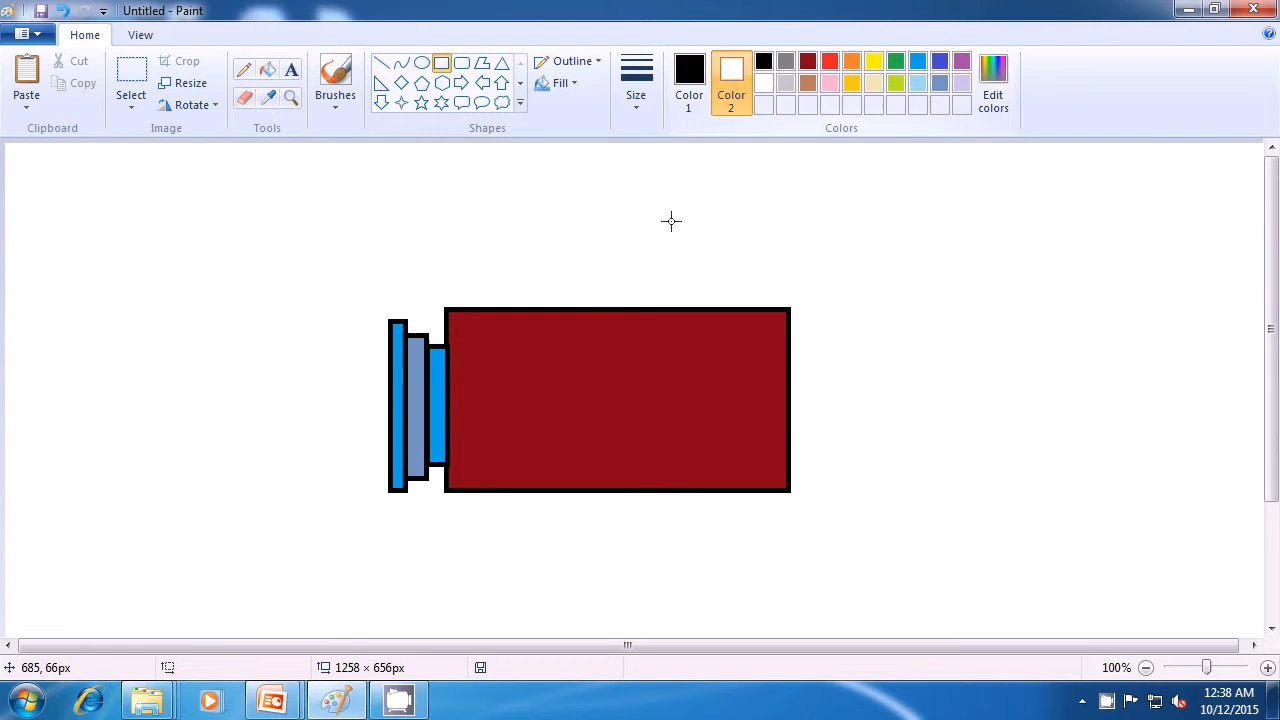 Untitled - Paint
Home View
Paste
Cut
Copy
Clipboard
Select
Crop
Resize
Rotate
Image
A
Tools
Brushes
Shapes
Outline
Fill
Size
Color 1
Color 2
Edit colors
Colors
685, 66px
1258 × 656px
100%
12:38 AM
10/12/2015